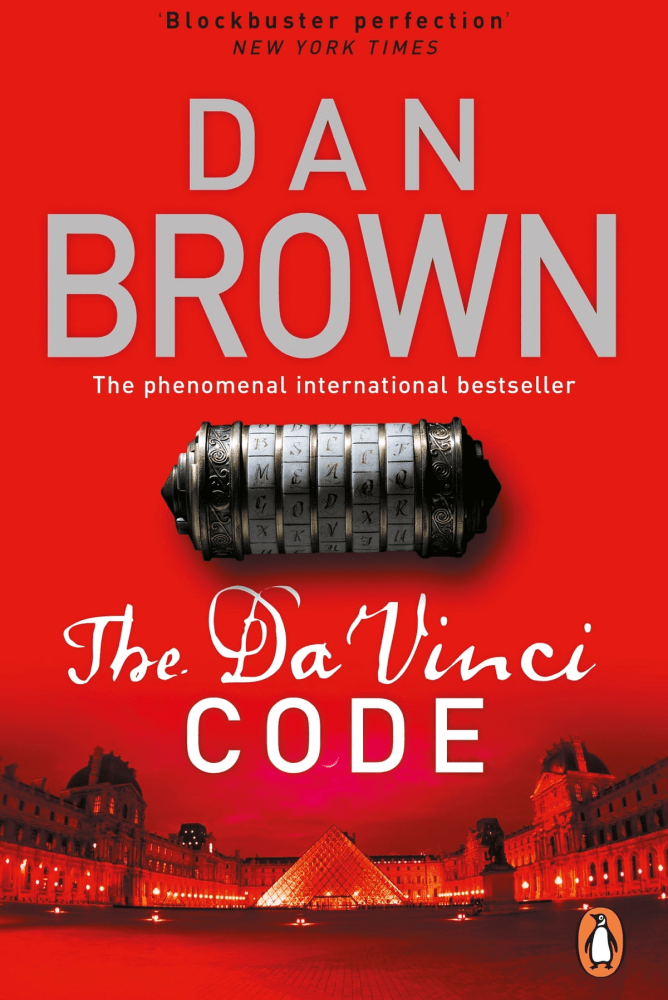 'Blockbuster perfection'
NEW YORK TIMES
DAN
BROWN
The phenomenal international bestseller
The Da Vinci
CODE